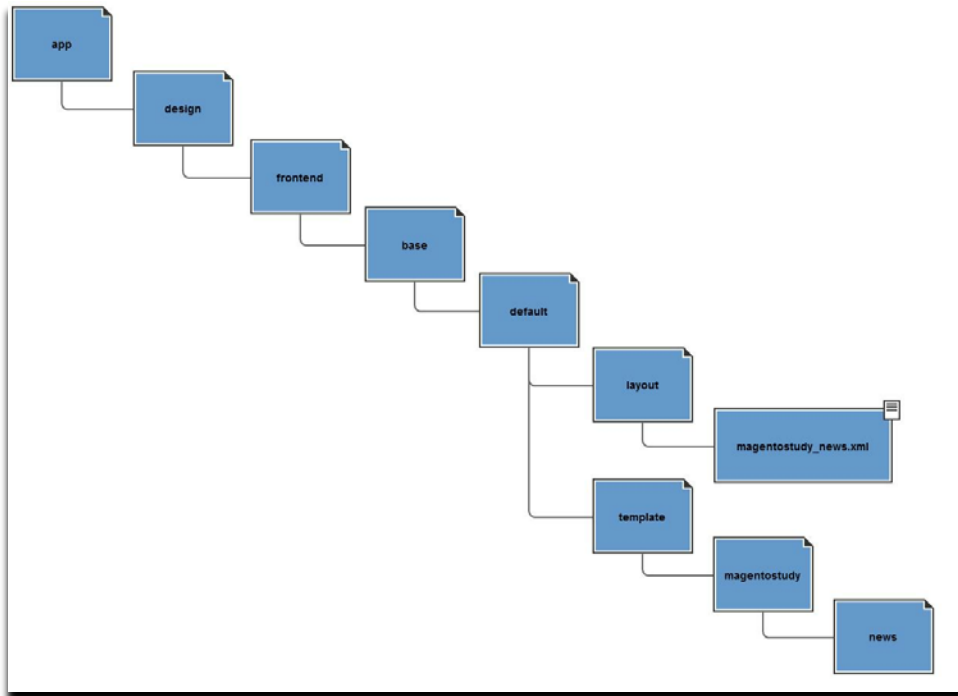 app
design
frontend
base
default
layout
magentostudy_news.xml
template
magentostudy
news